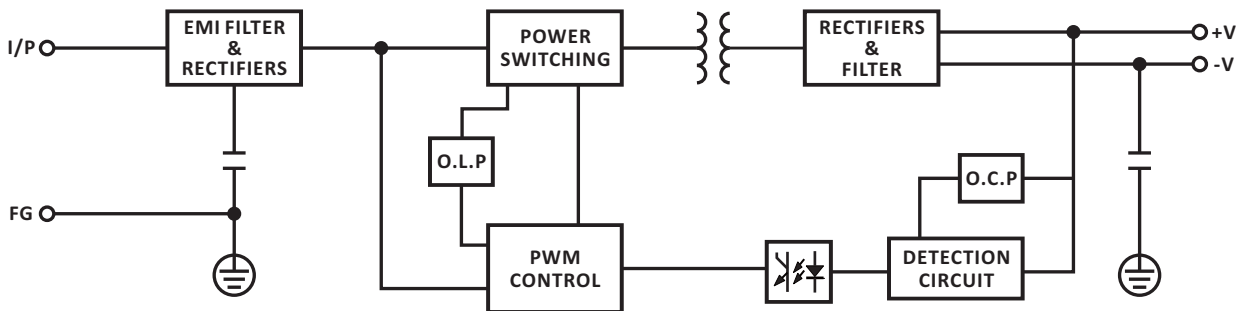 I/P
EMI FILTER
&
RECTIFIERS
POWER
SWITCHING
RECTIFIERS
&
FILTER
+V
-V
O.L.P
O.C.P
FG
PWM
CONTROL
DETECTION
CIRCUIT